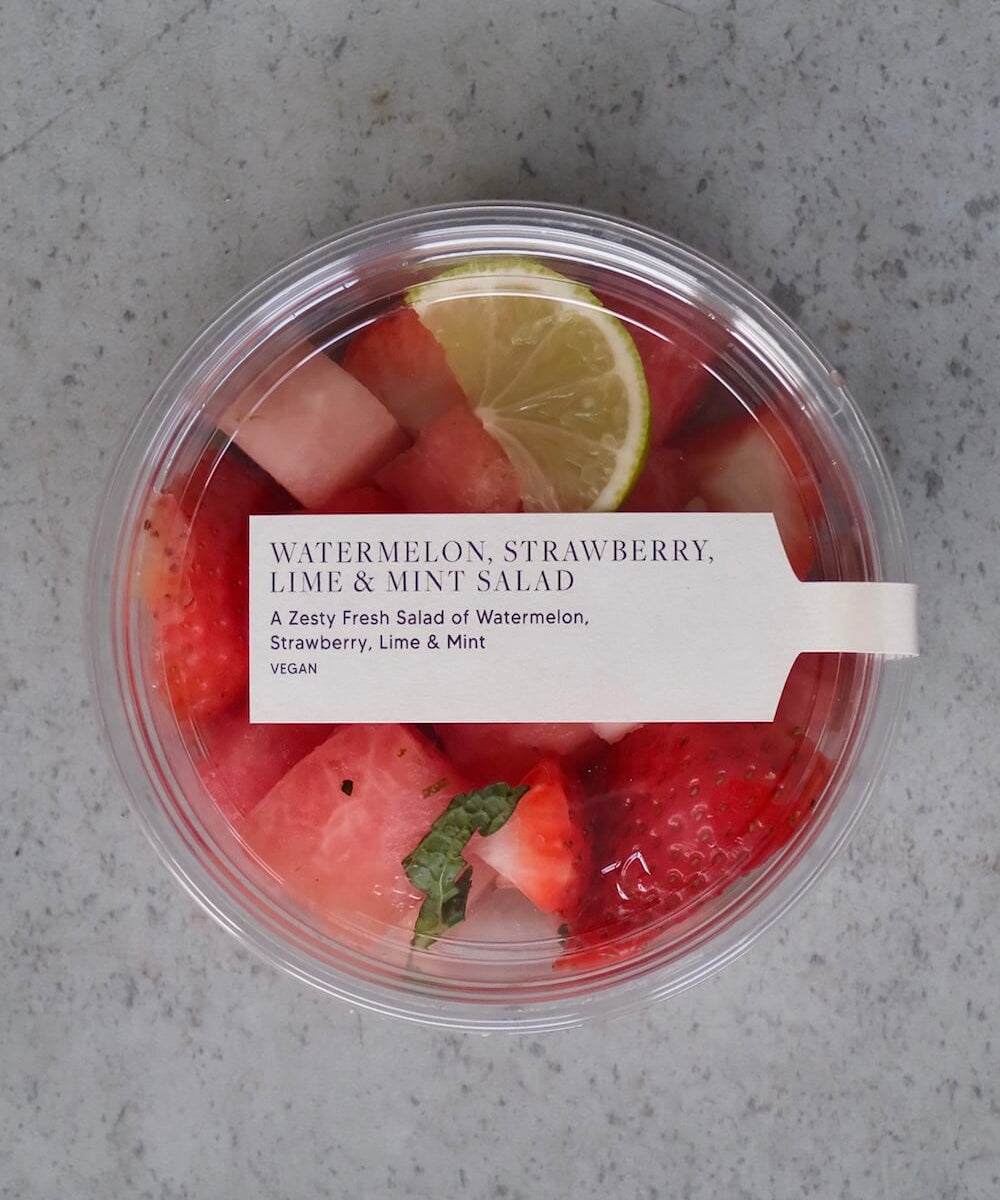 WATERMELON, STRAWBERRY,
LIME & MINT SALAD
A Zesty Fresh Salad of Watermelon,
Strawberry, Lime & Mint
VEGAN